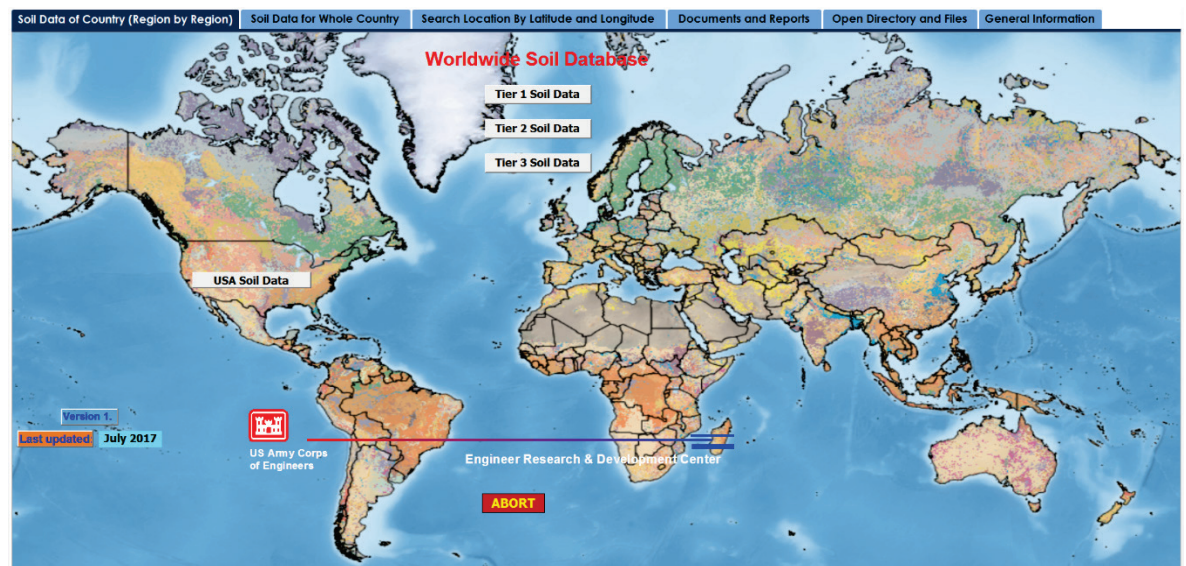 Soil Data of Country (Region by Region) Soil Data for Whole Country Search Location By Latitude and Longitude Documents and Reports Open Directory and Files General Information
Worldwide Soil Database
Tier 1 Soil Data
Tier 2 Soil Data
Tier 3 Soil Data
USA Soil Data
Version 1.
Last updated July 2017
US Army Corps
of Engineers
Engineer Research & Development Center
ABORT